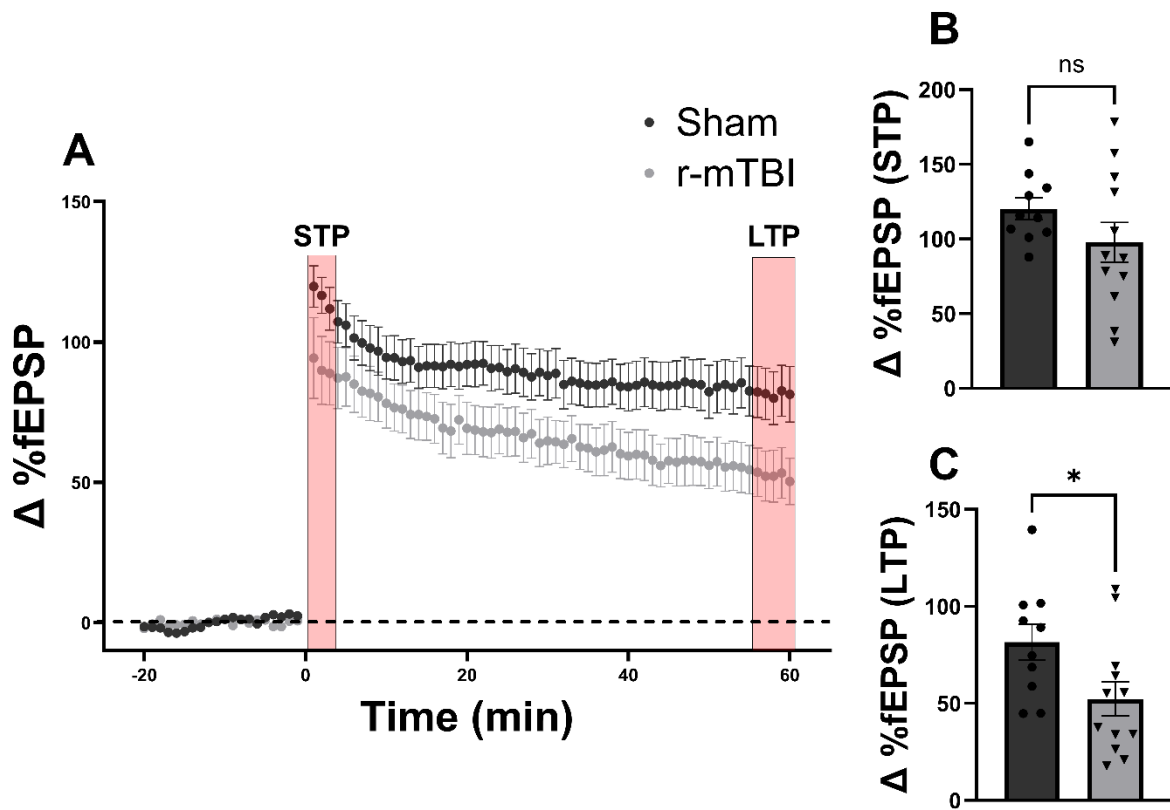 A
Sham
r-mTBI
STP
LTP
150
100
50
0
-20
0
20
40
60
Δ %fEPSP
Time (min)
B
ns
200
150
100
50
0
Δ %fEPSP (STP)
C
*
150
100
50
0
Δ %fEPSP (LTP)